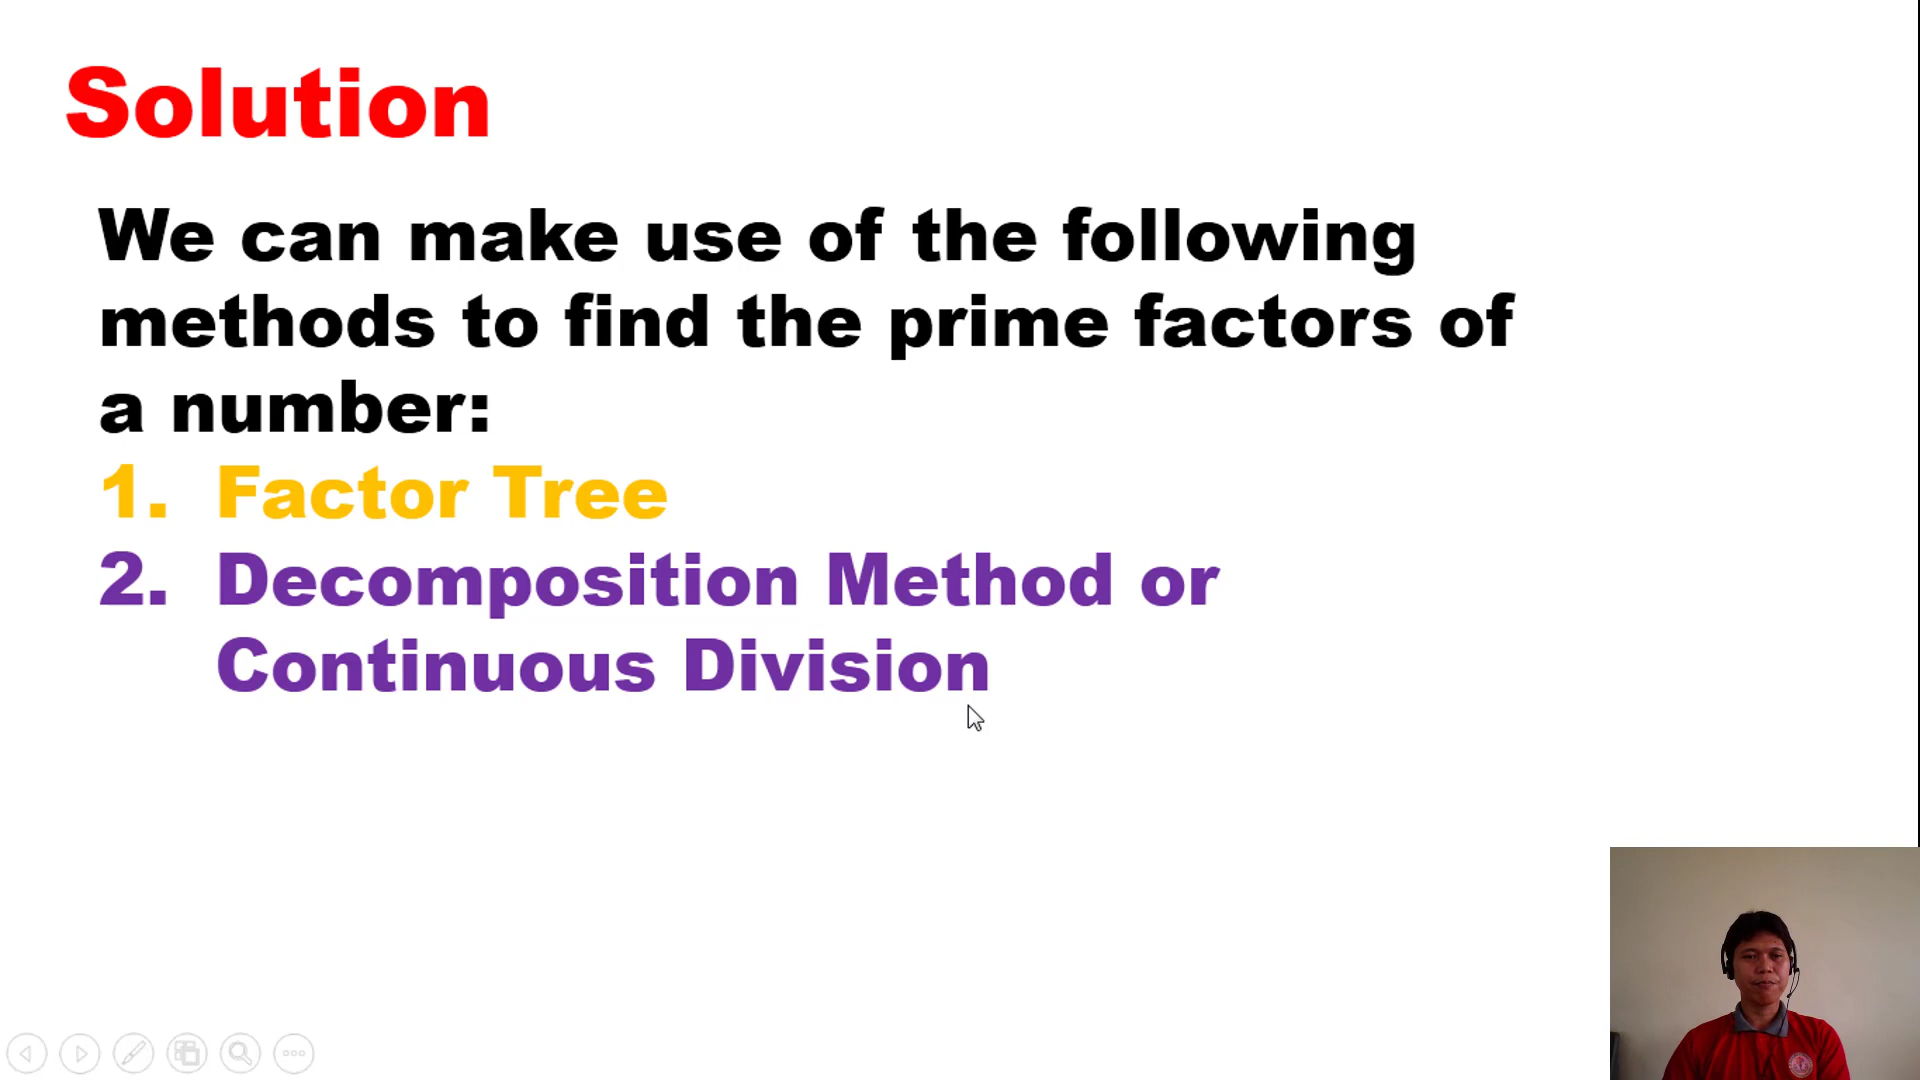 Solution
We can make use of the following
methods to find the prime factors of
a number:
1. Factor Tree
2. Decomposition Method or
Continuous Division